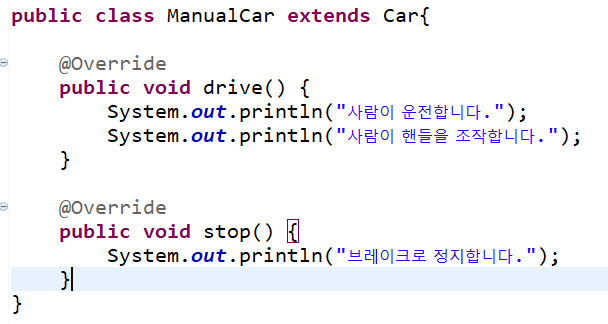 public class ManualCar extends Car{
@Override
public void drive() {
System.out.println("사람이 운전합니다.");
System.out.println("사람이 핸들을 조작합니다.");
}
@Override
public void stop() {
System.out.println("브레이크로 정지합니다.");
}
}